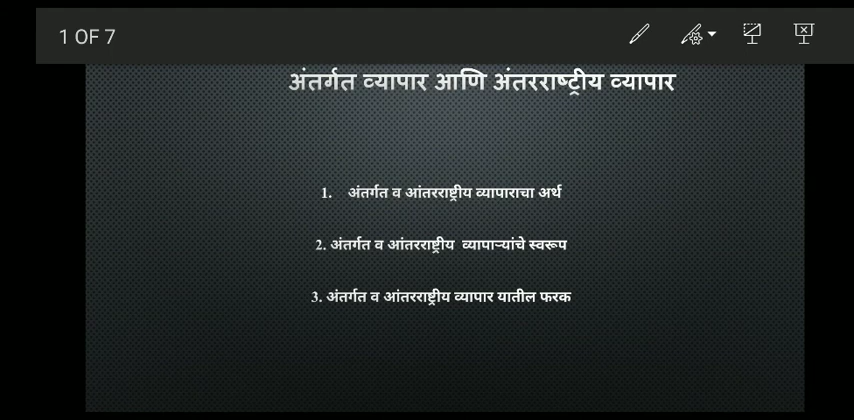 1 OF 7
अंतर्गत व्यापार आणि अंतरराष्ट्रीय व्यापार
1. अंतर्गत व आंतरराष्ट्रीय व्यापाराचा अर्थ
2. अंतर्गत व आंतरराष्ट्रीय व्यापाऱ्यांचे स्वरूप
3. अंतर्गत व आंतरराष्ट्रीय व्यापार यातील फरक